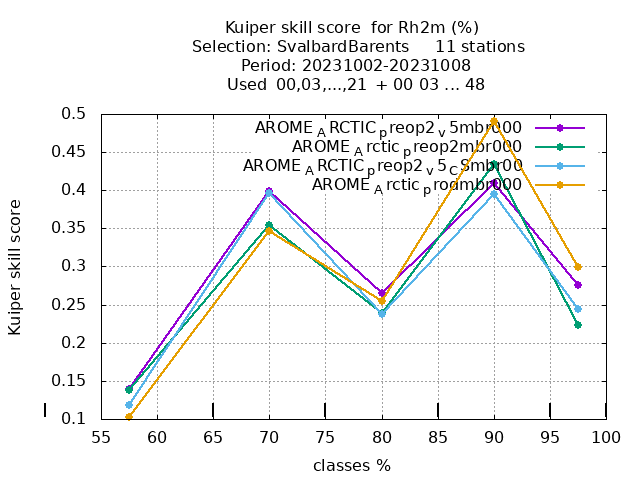 Kuiper skill score for Rh2m (%)
Selection: SvalbardBarents 11 stations
Period: 20231002-20231008
Used 00,03,...,21 + 00 03 ... 48
AROME_ARCTIC_preop2_v5mbr000
AROME_Arctic_preop2mbr000
AROME_ARCTIC_preop2_v5_CSmbr000
AROME_Arctic_prodmbr000
0.5
0.45
0.4
0.35
0.3
0.25
0.2
0.15
0.1
Kuiper skill score
55 60 65 70 75 80 85 90 95 100
classes %